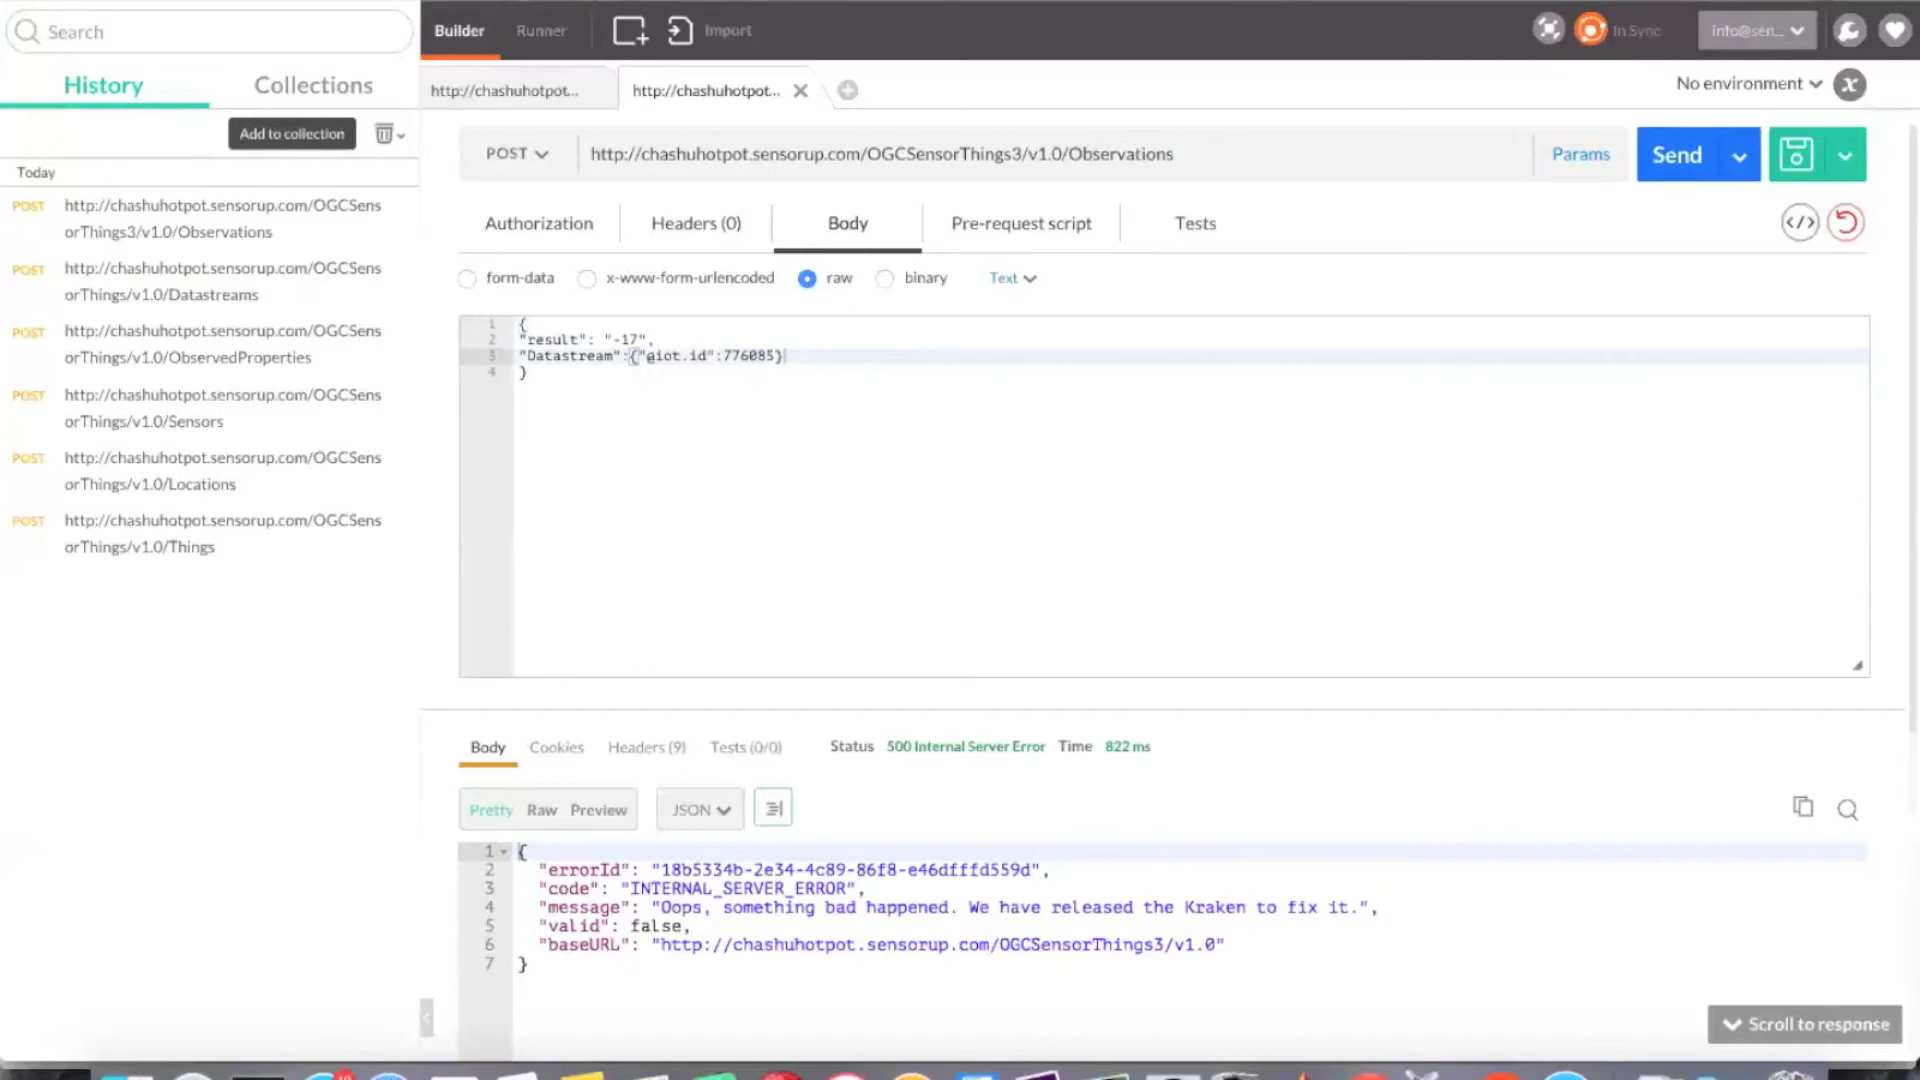 Search
Builder
Runner
Import
In Sync
info@sen...
History
Collections
http://chashuhotpot...
http://chashuhotpot...
No environment
x
Add to collection
Today
POST
http://chashuhotpot.sensorup.com/OGCSens
orThings3/v1.0/Observations
POST
http://chashuhotpot.sensorup.com/OGCSens
orThings/v1.0/Datastreams
POST
http://chashuhotpot.sensorup.com/OGCSens
orThings/v1.0/ObservedProperties
POST
http://chashuhotpot.sensorup.com/OGCSens
orThings/v1.0/Sensors
POST
http://chashuhotpot.sensorup.com/OGCSens
orThings/v1.0/Locations
POST
http://chashuhotpot.sensorup.com/OGCSens
orThings/v1.0/Things
POST
http://chashuhotpot.sensorup.com/OGCSensorThings3/v1.0/Observations
Params
Send
Authorization
Headers (0)
Body
Pre-request script
Tests
</>
form-data
x-www-form-urlencoded
raw
binary
Text
1 {
2 "result": "-17",
3 "Datastream":{"@iot.id":776085}
4 }
Body
Cookies
Headers (9)
Tests (0/0)
Status 500 Internal Server Error Time 822 ms
Pretty Raw Preview
JSON
1 {
2 "errorId": "18b5334b-2e34-4c89-86f8-e46dfffd559d",
3 "code": "INTERNAL_SERVER_ERROR",
4 "message": "Oops, something bad happened. We have released the Kraken to fix it.",
5 "valid": false,
6 "baseURL": "http://chashuhotpot.sensorup.com/OGCSensorThings3/v1.0"
7 }
Scroll to response